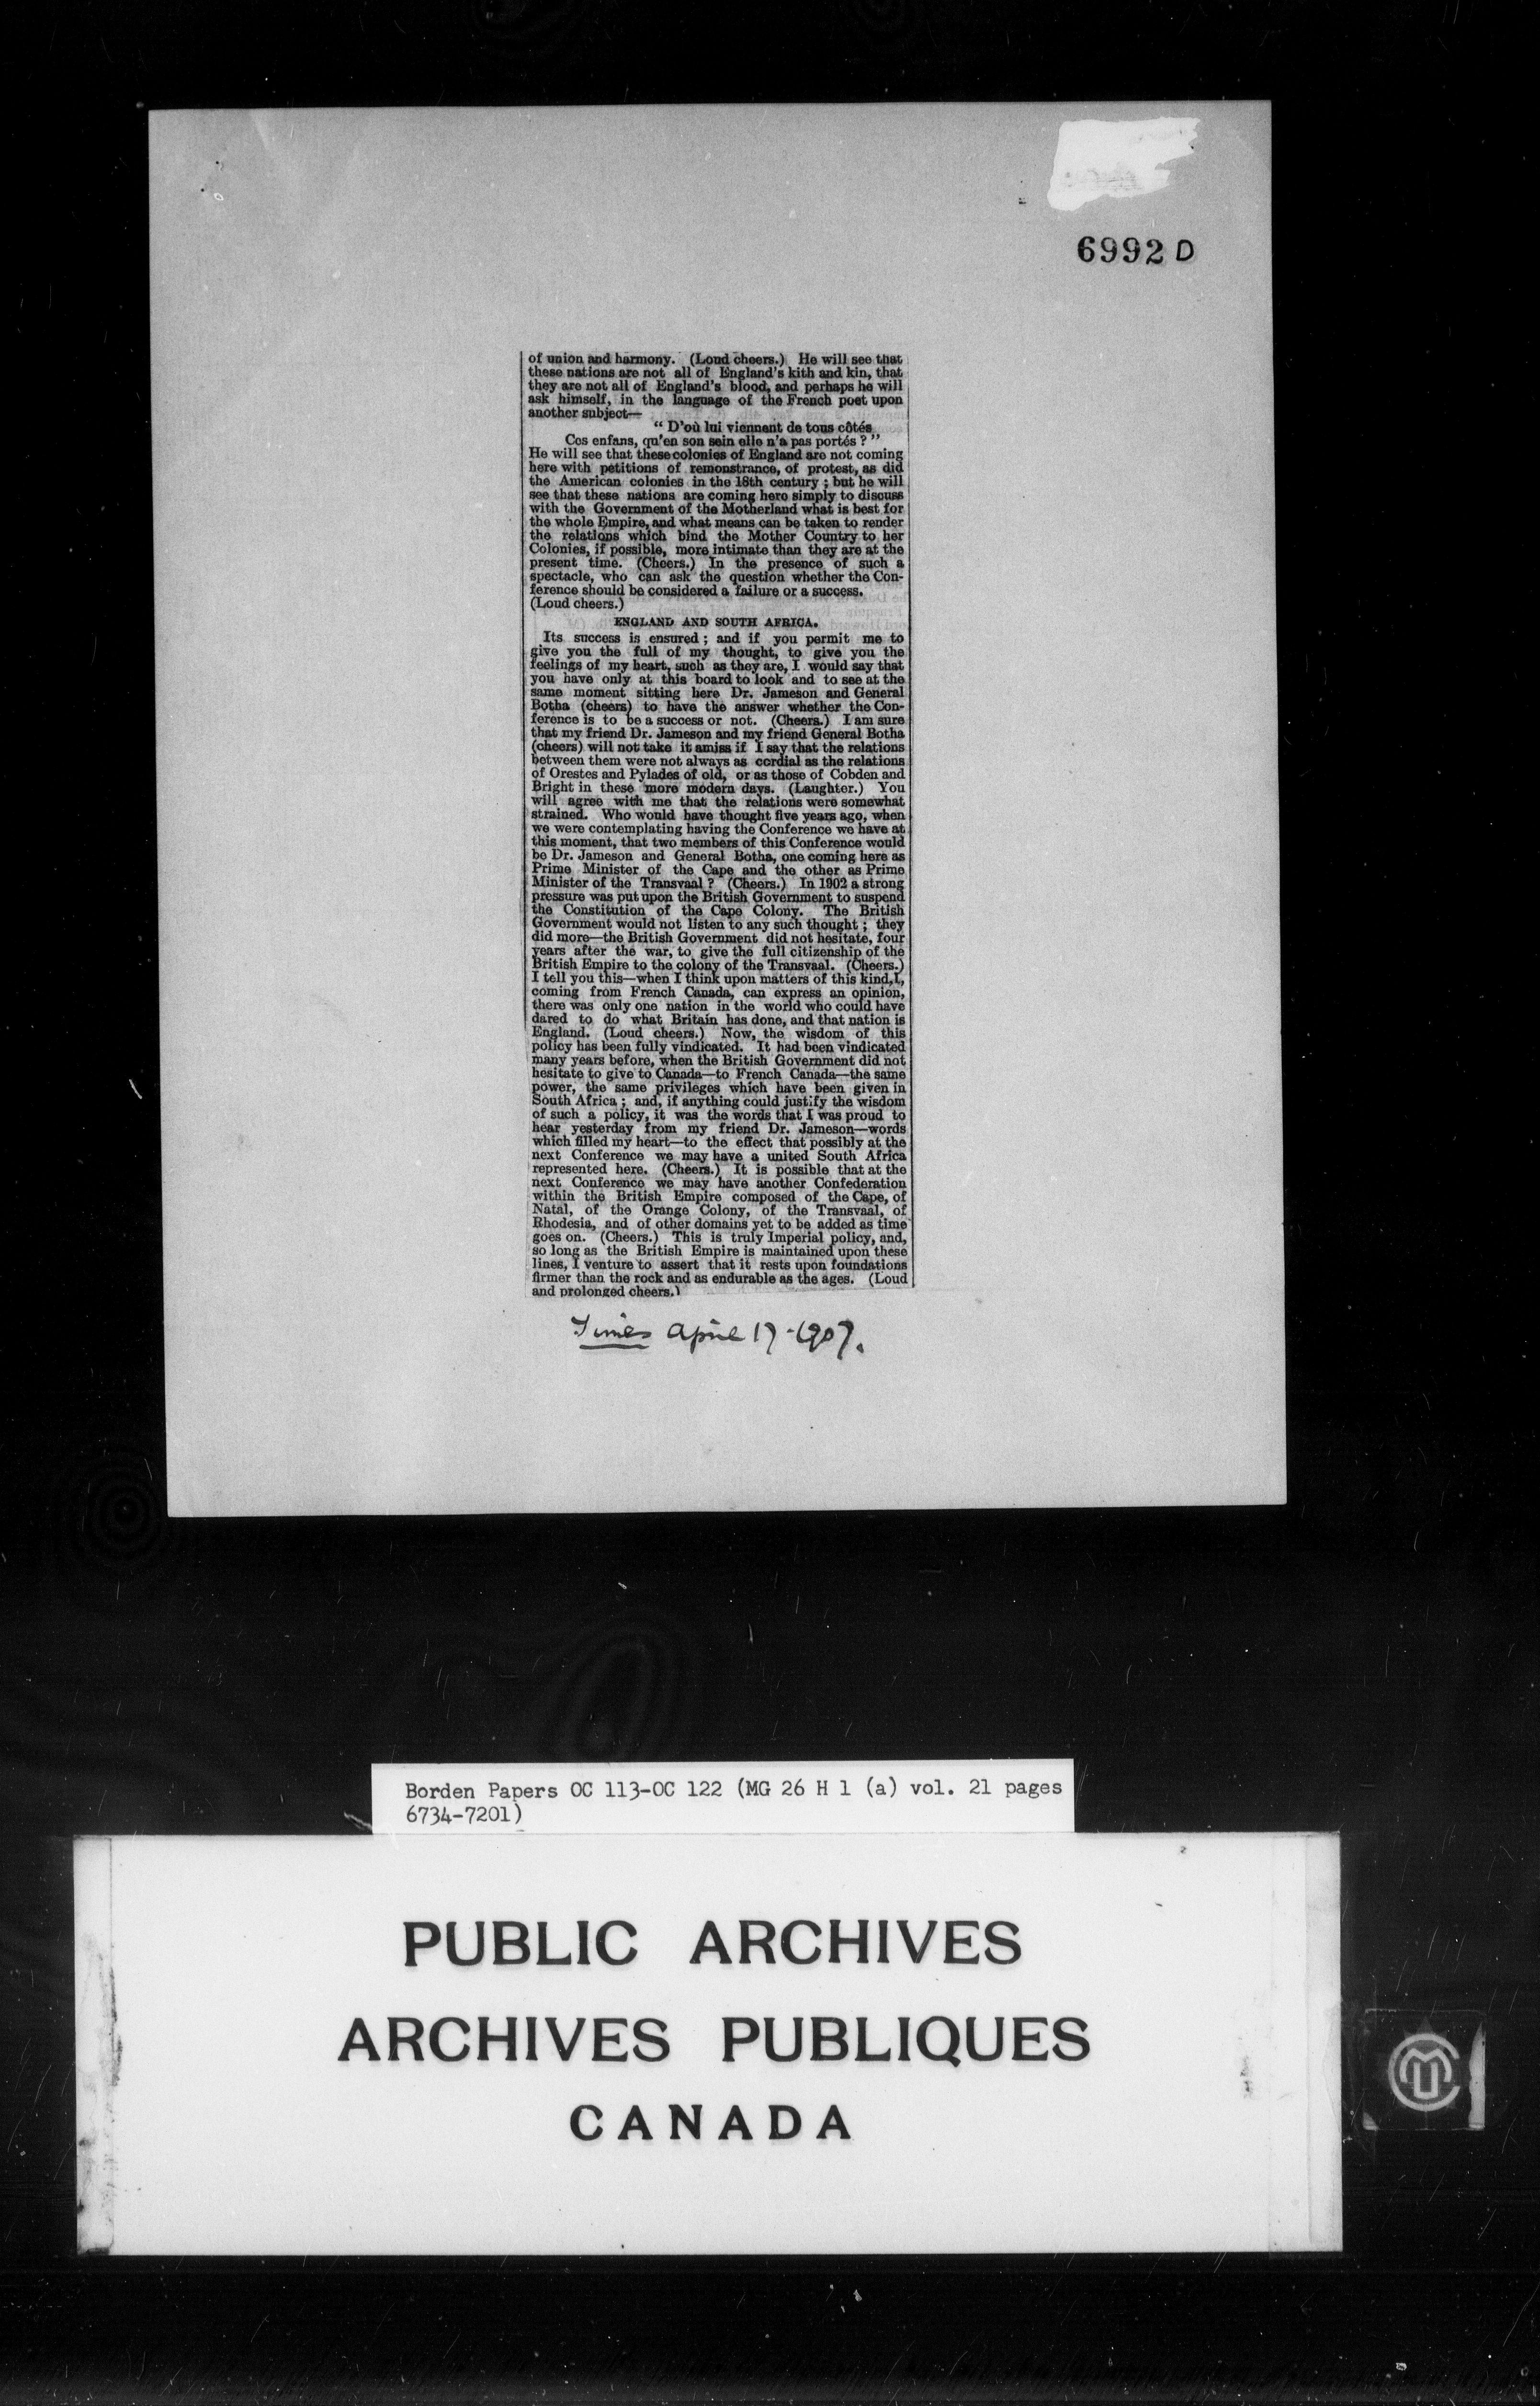 6992 D
of union and harmony. (Loud cheers.) He will see that
these nations are not all of England's kith and kin, that
they are not all of England's blood, and perhaps he will
ask himself, in the language of the French poet upon
another subject—
" D'où lui viennent de tous côtés
Ces enfans, qu'en son sein elle n'a pas portés ? "
He will see that these colonies of England are not coming
here with petitions of remonstrance, of protest, as did
the American colonies in the 18th century ; but he will
see that these nations are coming here simply to discuss
with the Government of the Motherland what is best for
the whole Empire, and what means can be taken to render
the relations which bind the Mother Country to her
Colonies, if possible, more intimate than they are at the
present time. (Cheers.) In the presence of such a
spectacle, who can ask the question whether the Con-
ference should be considered a failure or a success.
(Loud cheers.)
ENGLAND AND SOUTH AFRICA.
Its success is ensured ; and if you permit me to
give you the full of my thought, to give you the
feelings of my heart, such as they are, I would say that
you have only at this board to look and to see at the
same moment sitting here Dr. Jameson and General
Botha (cheers) to have the answer whether the Con-
ference is to be a success or not. (Cheers.) I am sure
that my friend Dr. Jameson and my friend General Botha
(cheers) will not take it amiss if I say that the relations
between them were not always as cordial as the relations
of Orestes and Pylades of old, or as those of Cobden and
Bright in these more modern days. (Laughter.) You
will agree with me that the relations were somewhat
strained. Who would have thought five years ago, when
we were contemplating having the Conference we have at
this moment, that two members of this Conference would
be Dr. Jameson and General Botha, one coming here as
Prime Minister of the Cape and the other as Prime
Minister of the Transvaal ? (Cheers.) In 1902 a strong
pressure was put upon the British Government to suspend
the Constitution of the Cape Colony. The British
Government would not listen to any such thought ; they
did more—the British Government did not hesitate, four
years after the war, to give the full citizenship of the
British Empire to the colony of the Transvaal. (Cheers.)
I tell you this—when I think upon matters of this kind, I,
coming from French Canada, can express an opinion,
there was only one nation in the world who could have
dared to do what Britain has done, and that nation is
England. (Loud cheers.) Now, the wisdom of this
policy has been fully vindicated. It had been vindicated
many years before, when the British Government did not
hesitate to give to Canada—to French Canada—the same
power, the same privileges which have been given in
South Africa ; and, if anything could justify the wisdom
of such a policy, it was the words that I was proud to
hear yesterday from my friend Dr. Jameson—words
which filled my heart—to the effect that possibly at the
next Conference we may have a united South Africa
represented here. (Cheers.) It is possible that at the
next Conference we may have another Confederation
within the British Empire composed of the Cape, of
Natal, of the Orange Colony, of the Transvaal, of
Rhodesia, and of other domains yet to be added as time
goes on. (Cheers.) This is truly Imperial policy, and,
so long as the British Empire is maintained upon these
lines, I venture to assert that it rests upon foundations
firmer than the rock and as endurable as the ages. (Loud
and prolonged cheers.)
Times April 17 - 1907.
Borden Papers OC 113-OC 122 (MG 26 H 1 (a) vol. 21 pages
6734-7201)
PUBLIC ARCHIVES
ARCHIVES PUBLIQUES
CANADA